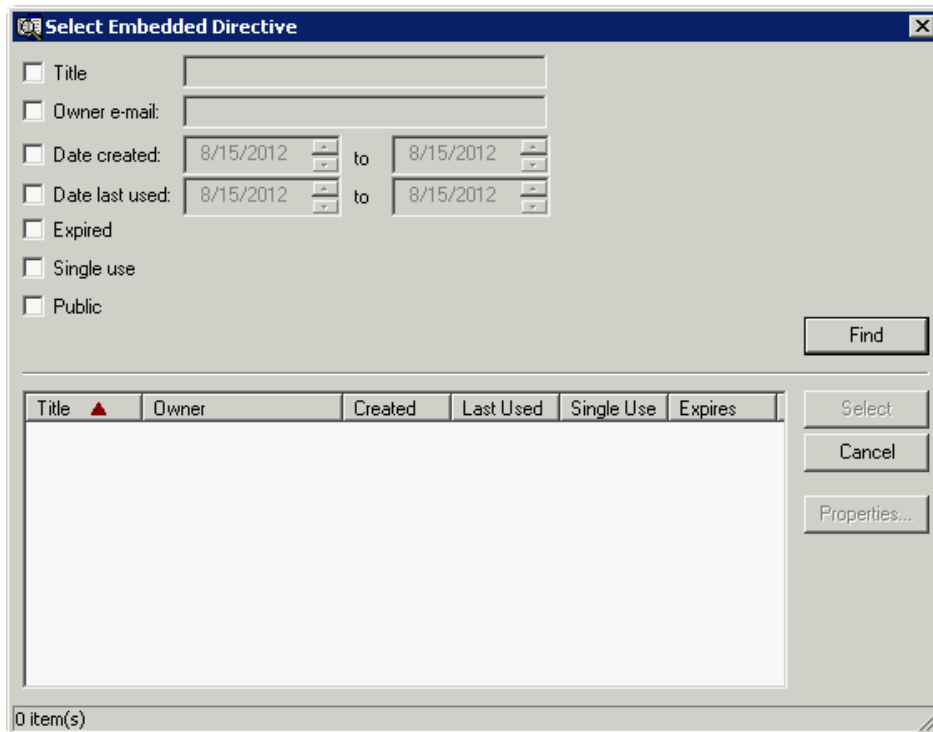 Select Embedded Directive
Title
Owner e-mail:
Date created: 8/15/2012 to 8/15/2012
Date last used: 8/15/2012 to 8/15/2012
Expired
Single use
Public
Find
Title Owner Created Last Used Single Use Expires
Select
Cancel
Properties...
0 item(s)